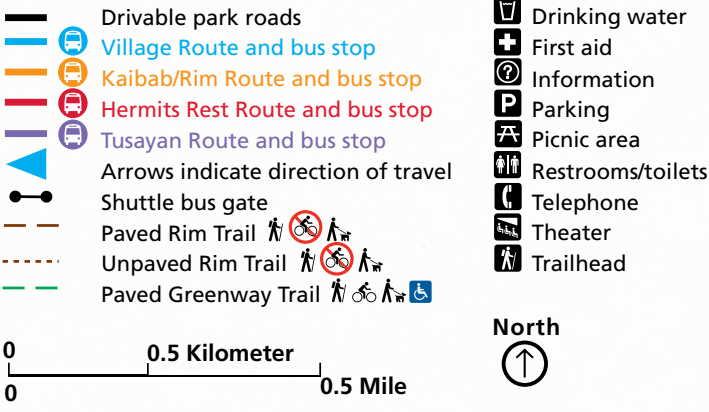 Drivable park roads
Village Route and bus stop
Kaibab/Rim Route and bus stop
Hermits Rest Route and bus stop
Tusayan Route and bus stop
Arrows indicate direction of travel
Shuttle bus gate
Paved Rim Trail
Unpaved Rim Trail
Paved Greenway Trail
Drinking water
First aid
? Information
P Parking
Picnic area
Restrooms/toilets
Telephone
Theater
Trailhead
0 0.5 Kilometer
0 0.5 Mile
North